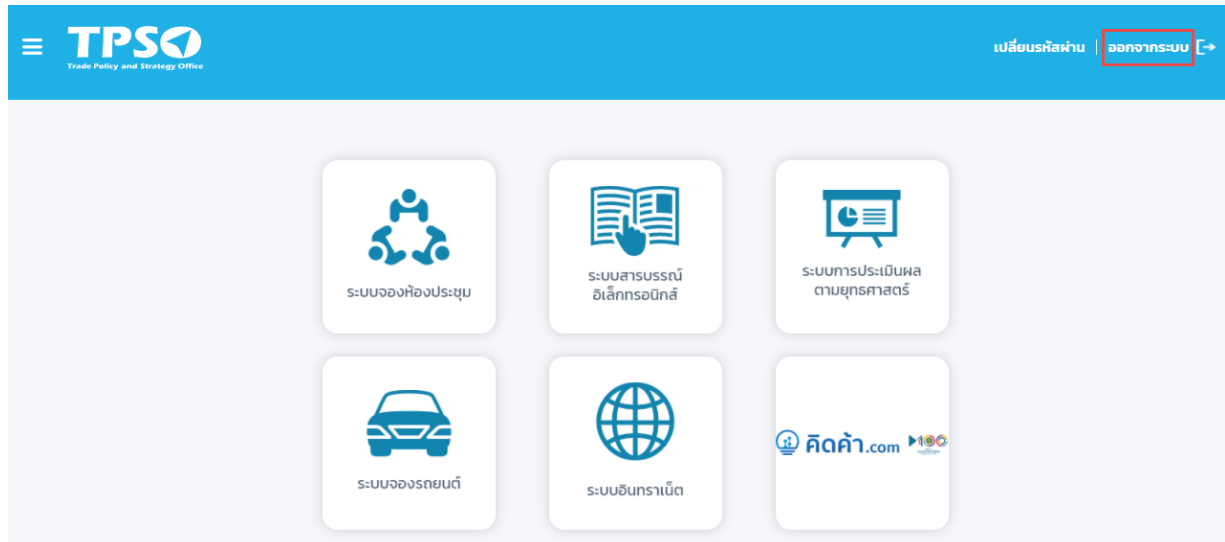 TPSO
Trade Policy and Strategy Office
เปลี่ยนรหัสผ่าน | ออกจากระบบ
ระบบจองห้องประชุม
ระบบสารบรรณ์
อิเล็กทรอนิกส์
ระบบการประเมินผล
ตามยุทธศาสตร์
ระบบจองรถยนต์
ระบบอินทราเน็ต
คิดค้า.com